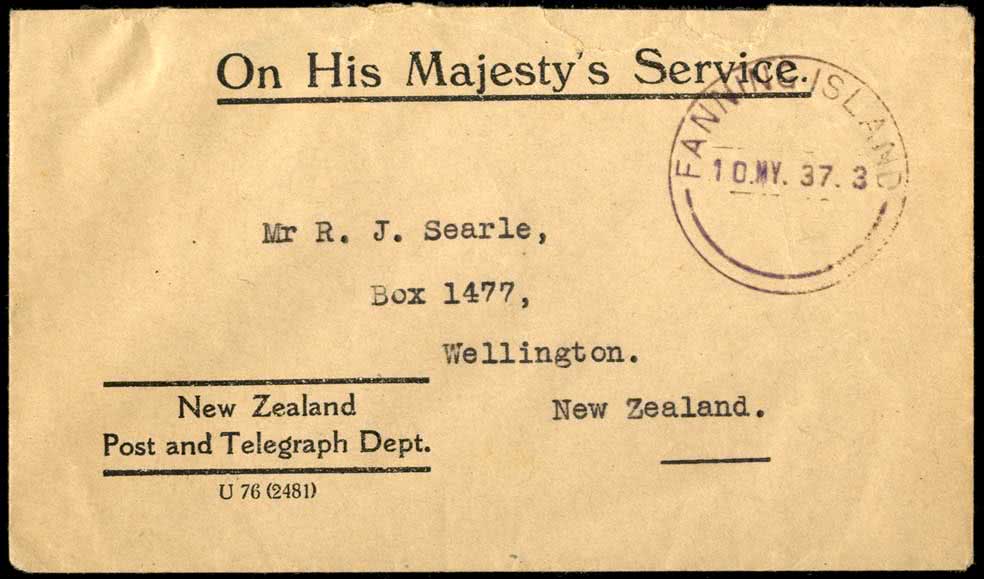 On His Majesty's Service.
FANNING ISLAND
10.MY. 37. 3
Mr R. J. Searle,
Box 1477,
Wellington.
New Zealand.
New Zealand
Post and Telegraph Dept.
U 76 (2481)